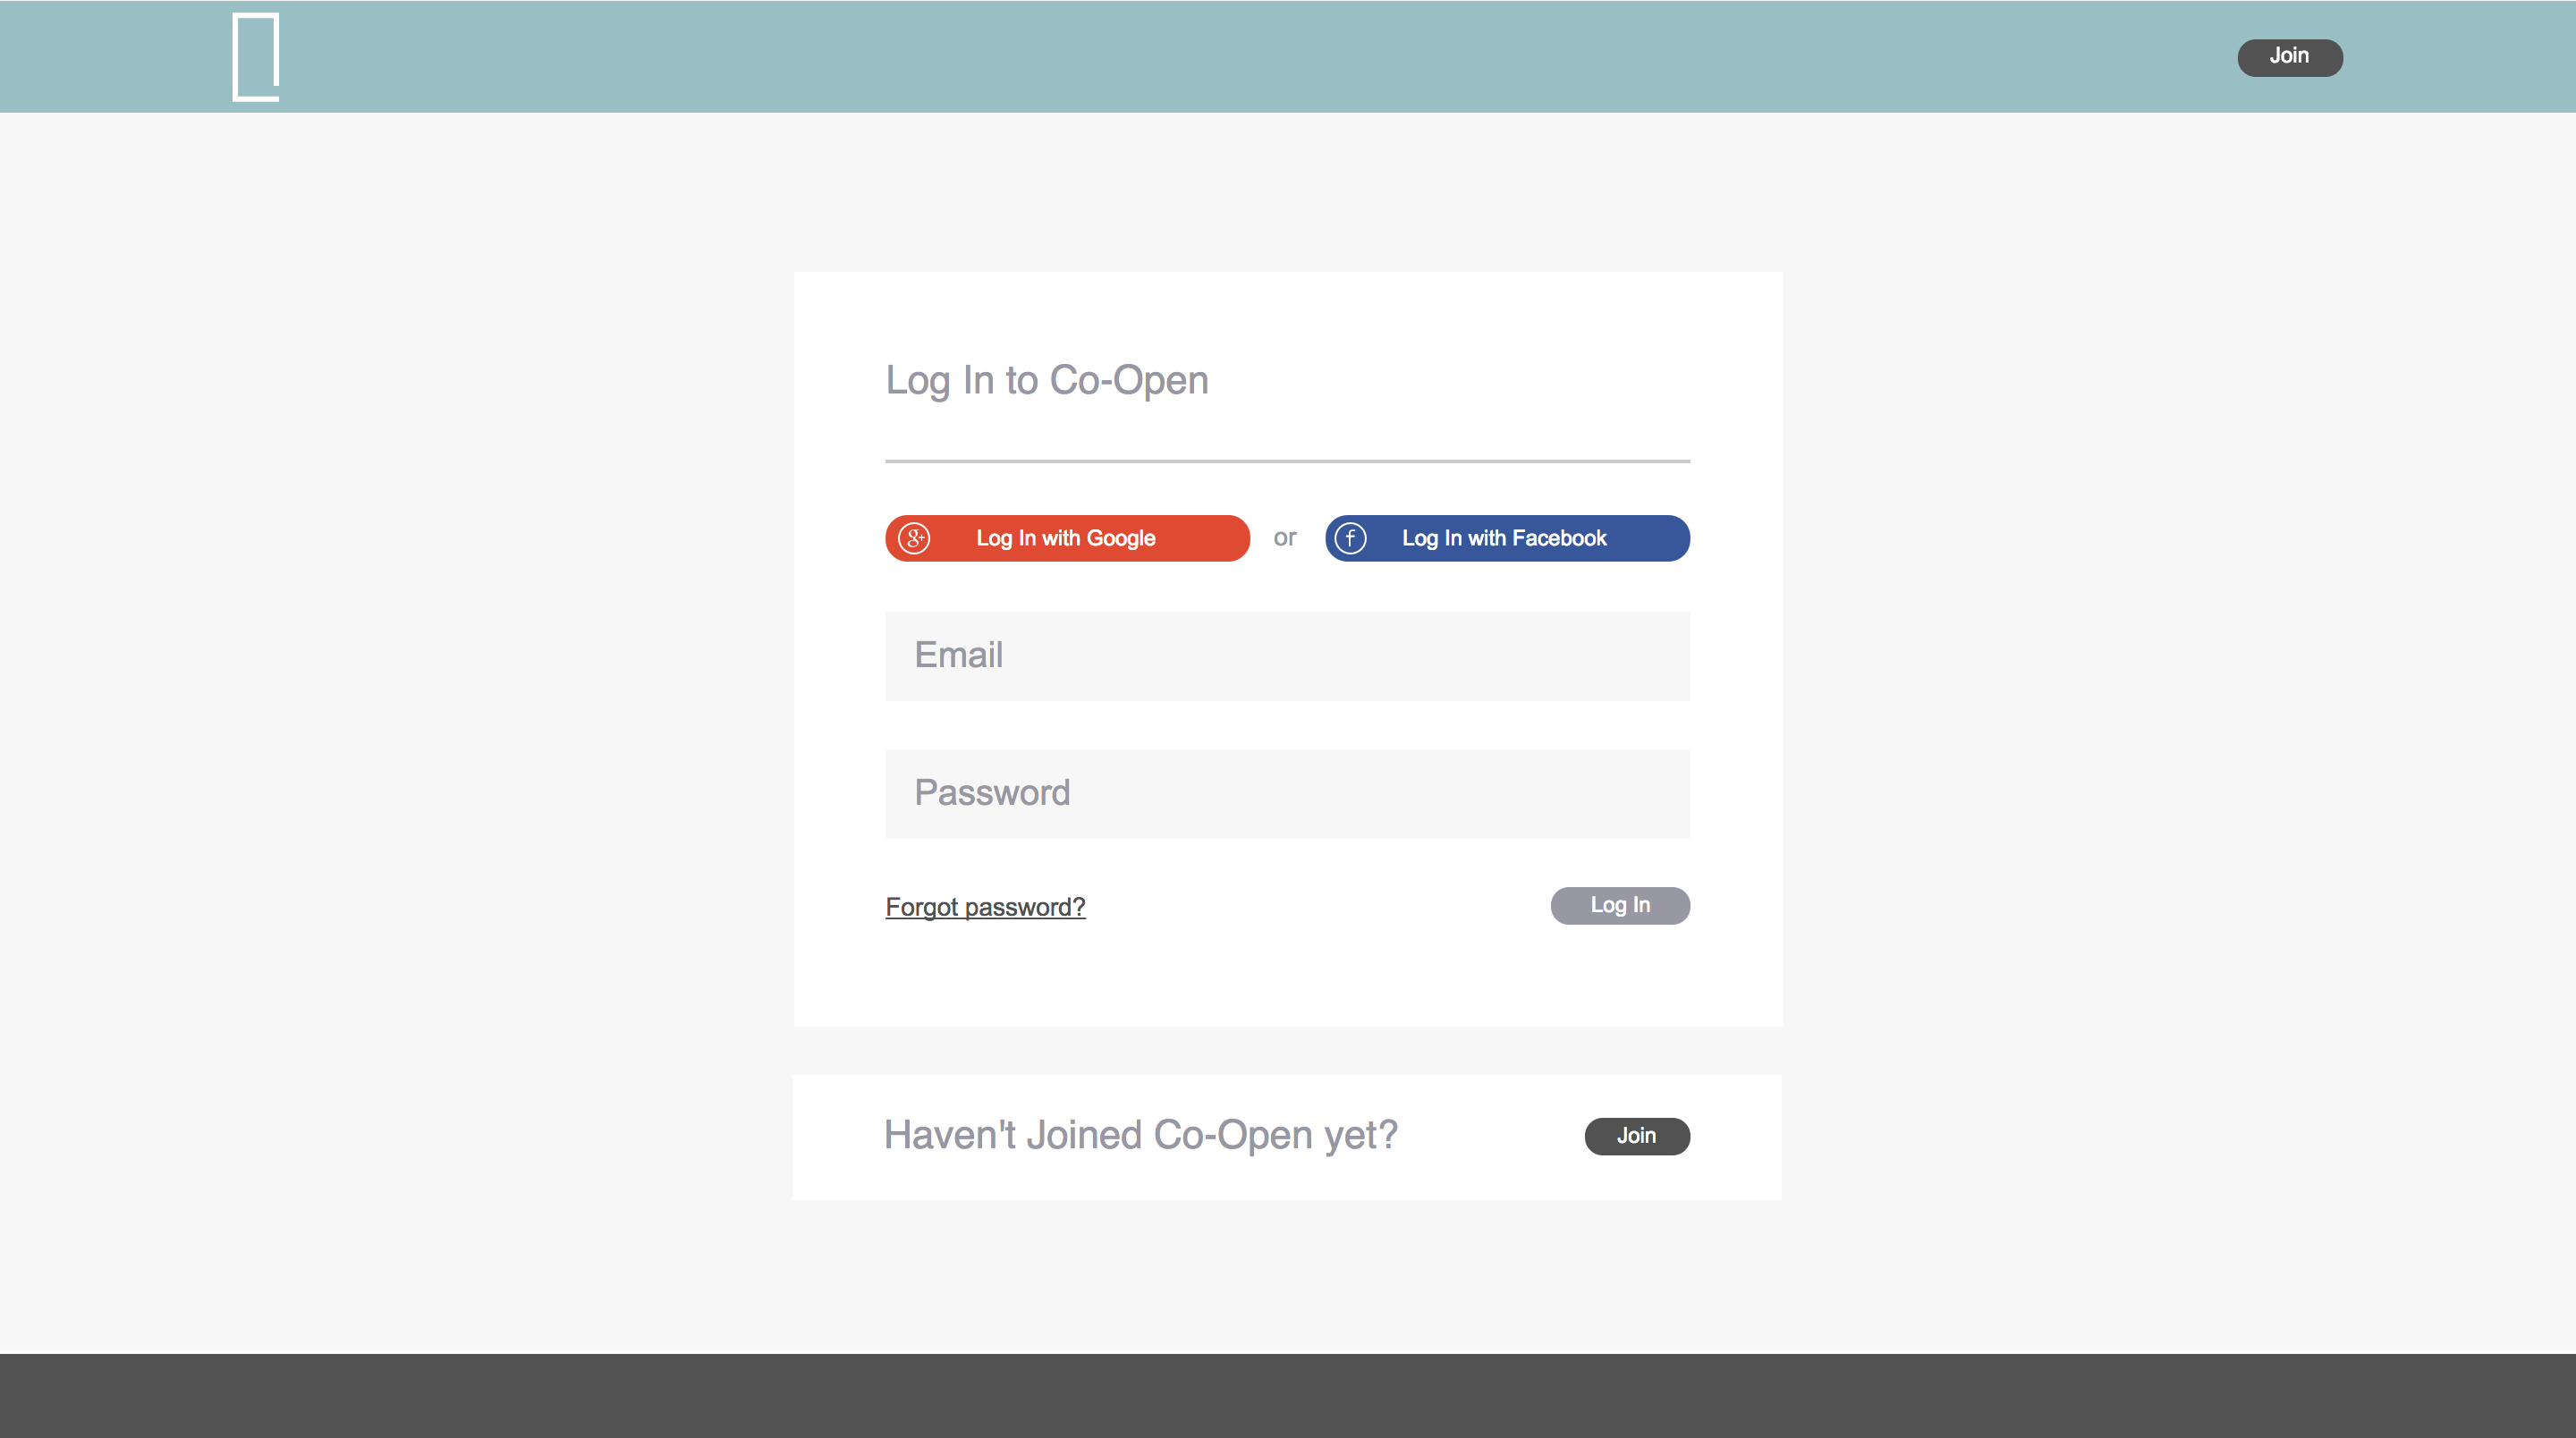 Join
Log In to Co-Open
g+ Log In with Google or f Log In with Facebook
Email
Password
Forgot password? Log In
Haven't Joined Co-Open yet? Join